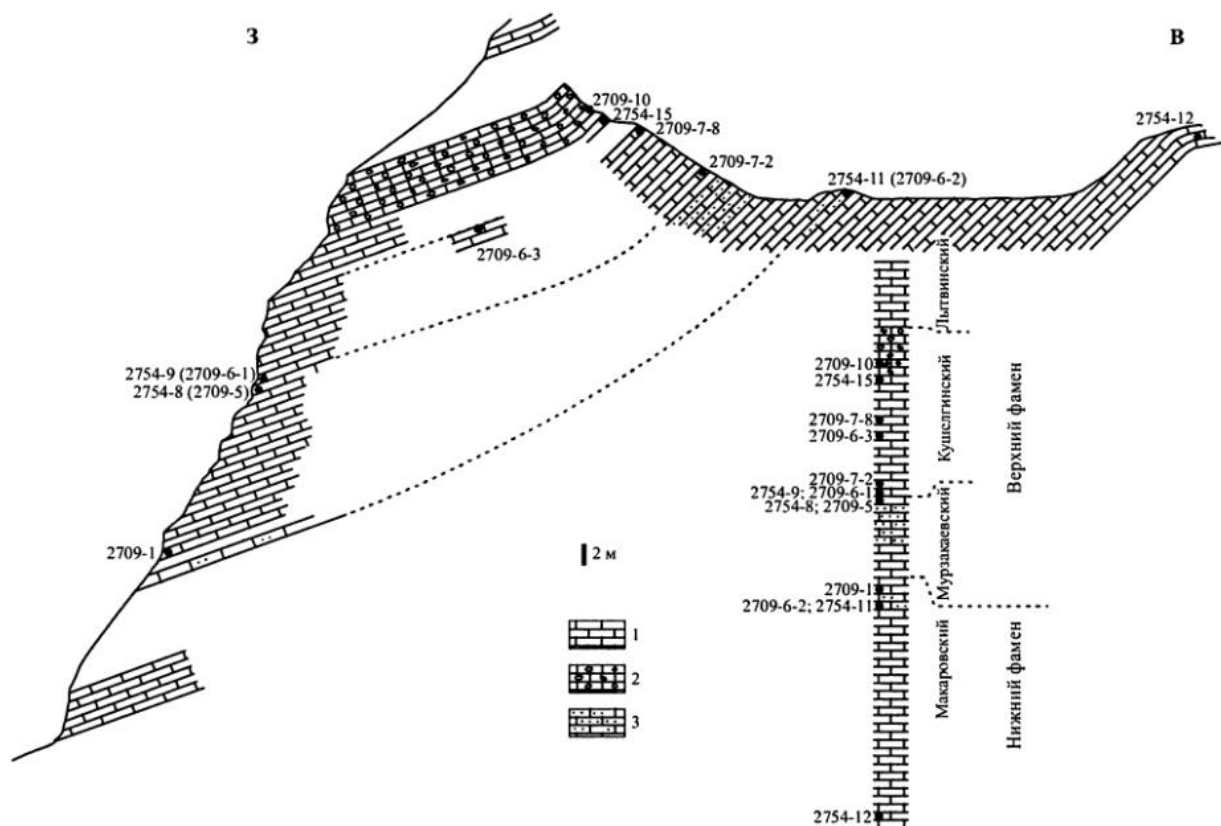 З
В
2709-10
2754-15
2709-7-8
2709-7-2
2754-12
2754-11 (2709-6-2)
2709-6-3
2754-9 (2709-6-1)
2754-8 (2709-5)
2709-1
2 м
1
2
3
2709-10
2754-15
2709-7-8
2709-6-3
2709-7-2
2754-9; 2709-6-1
2754-8; 2709-5
2709-1
2709-6-2; 2754-11
2754-12
Лытвинский
Кушелгинский
Мурзакаевский
Макаровский
Верхний фамен
Нижний фамен